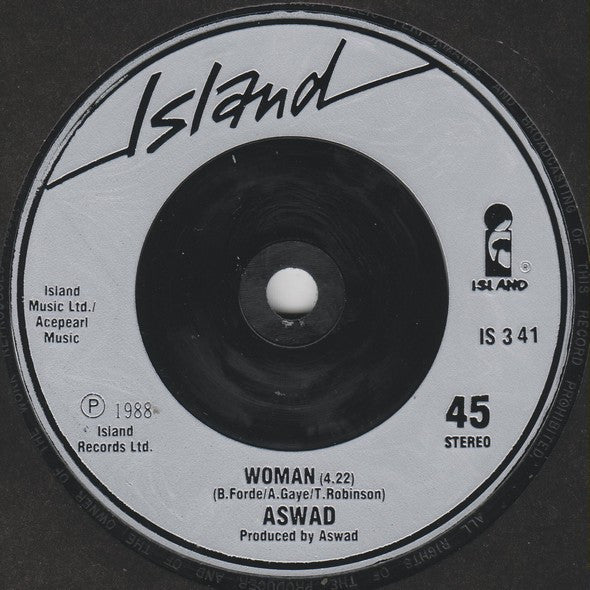 Island
ISLAND
®
IS 341
Island
Music Ltd./
Acepearl
Music
℗ 1988
Island
Records Ltd.
45
STEREO
WOMAN (4.22)
(B.Forde/A.Gaye/T.Robinson)
ASWAD
Produced by Aswad
ALL RIGHTS OF THE PRODUCER AND OF THE OWNER OF THE WORK
BROADCASTING OF THIS RECORD PROHIBITED